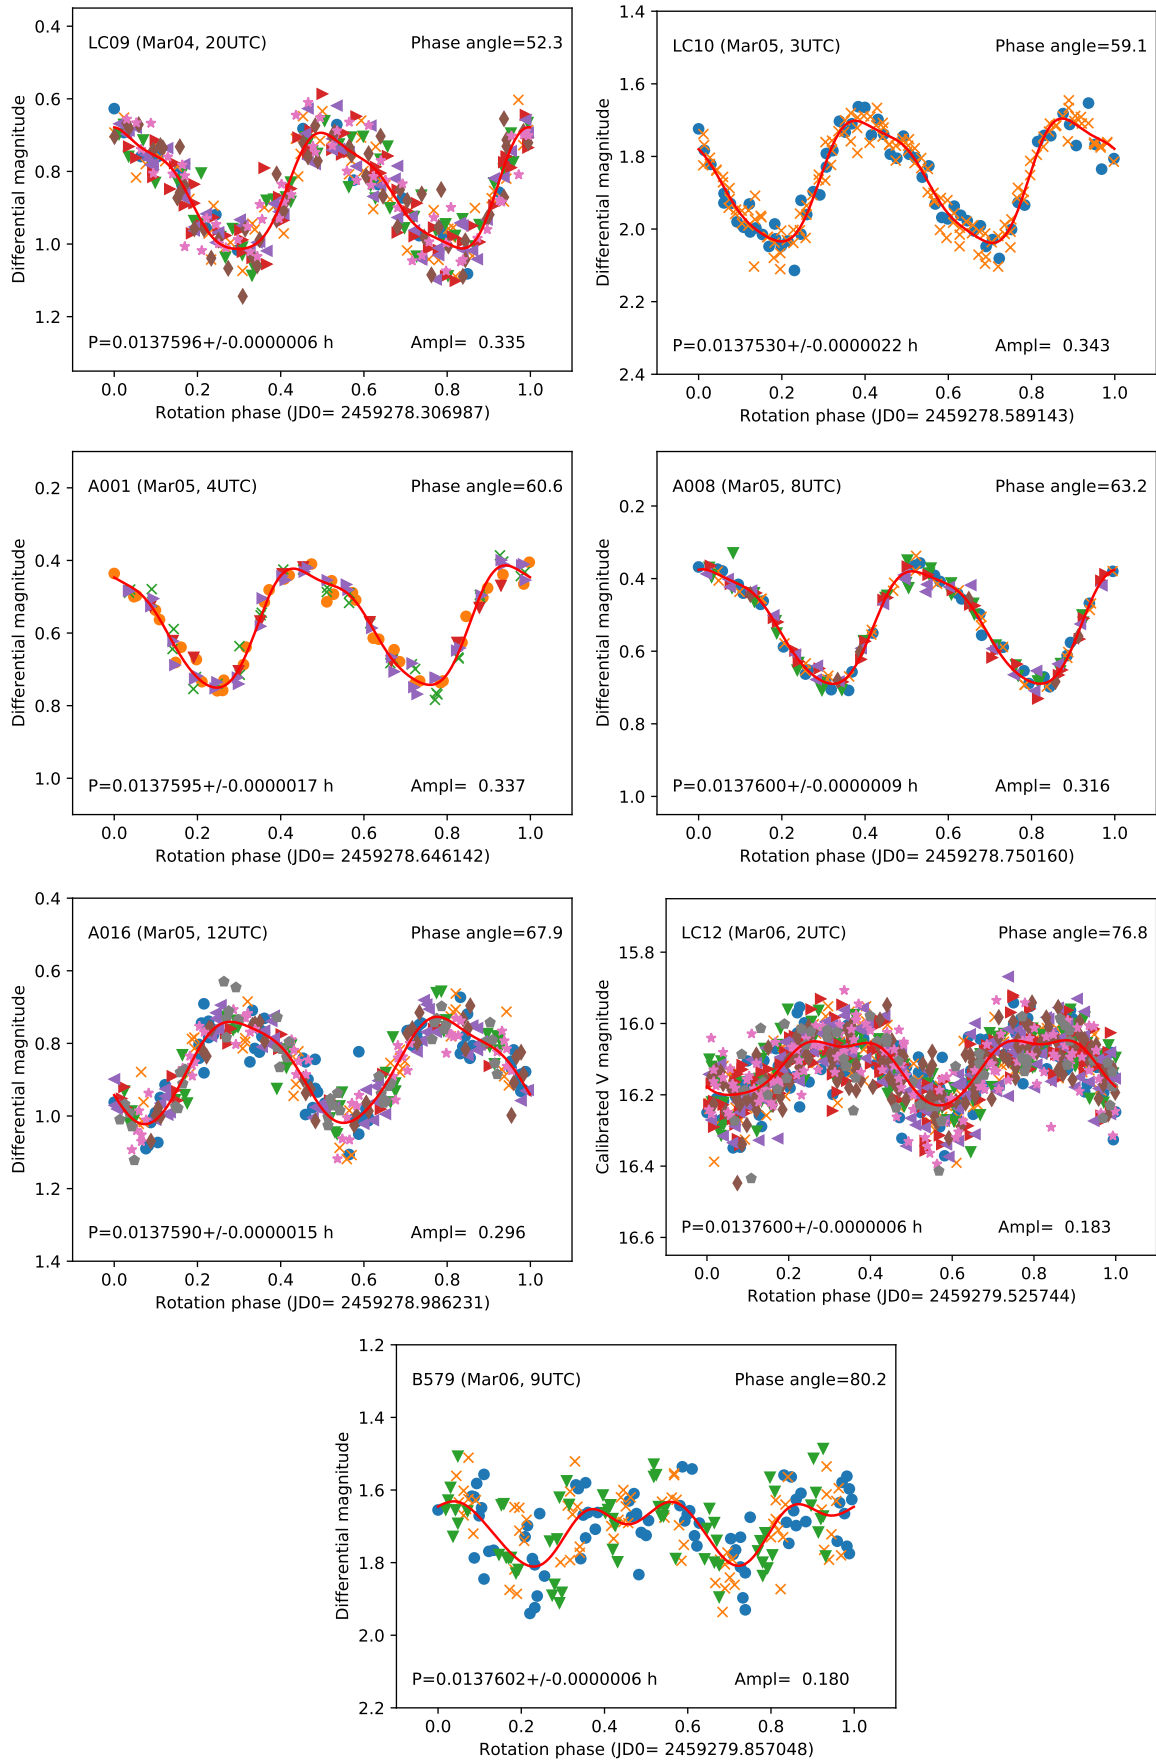 LC09 (Mar04, 20UTC) Phase angle=52.3
0.4
0.6
0.8
1.0
1.2
Differential magnitude
P=0.0137596+/-0.0000006 h Ampl= 0.335
0.0 0.2 0.4 0.6 0.8 1.0
Rotation phase (JD0= 2459278.306987)
LC10 (Mar05, 3UTC) Phase angle=59.1
1.4
1.6
1.8
2.0
2.2
2.4
Differential magnitude
P=0.0137530+/-0.0000022 h Ampl= 0.343
0.0 0.2 0.4 0.6 0.8 1.0
Rotation phase (JD0= 2459278.589143)
A001 (Mar05, 4UTC) Phase angle=60.6
0.2
0.4
0.6
0.8
1.0
Differential magnitude
P=0.0137595+/-0.0000017 h Ampl= 0.337
0.0 0.2 0.4 0.6 0.8 1.0
Rotation phase (JD0= 2459278.646142)
A008 (Mar05, 8UTC) Phase angle=63.2
0.2
0.4
0.6
0.8
1.0
Differential magnitude
P=0.0137600+/-0.0000009 h Ampl= 0.316
0.0 0.2 0.4 0.6 0.8 1.0
Rotation phase (JD0= 2459278.750160)
A016 (Mar05, 12UTC) Phase angle=67.9
0.4
0.6
0.8
1.0
1.2
1.4
Differential magnitude
P=0.0137590+/-0.0000015 h Ampl= 0.296
0.0 0.2 0.4 0.6 0.8 1.0
Rotation phase (JD0= 2459278.986231)
LC12 (Mar06, 2UTC) Phase angle=76.8
15.8
16.0
16.2
16.4
16.6
Calibrated V magnitude
P=0.0137600+/-0.0000006 h Ampl= 0.183
0.0 0.2 0.4 0.6 0.8 1.0
Rotation phase (JD0= 2459279.525744)
B579 (Mar06, 9UTC) Phase angle=80.2
1.2
1.4
1.6
1.8
2.0
2.2
Differential magnitude
P=0.0137602+/-0.0000006 h Ampl= 0.180
0.0 0.2 0.4 0.6 0.8 1.0
Rotation phase (JD0= 2459279.857048)